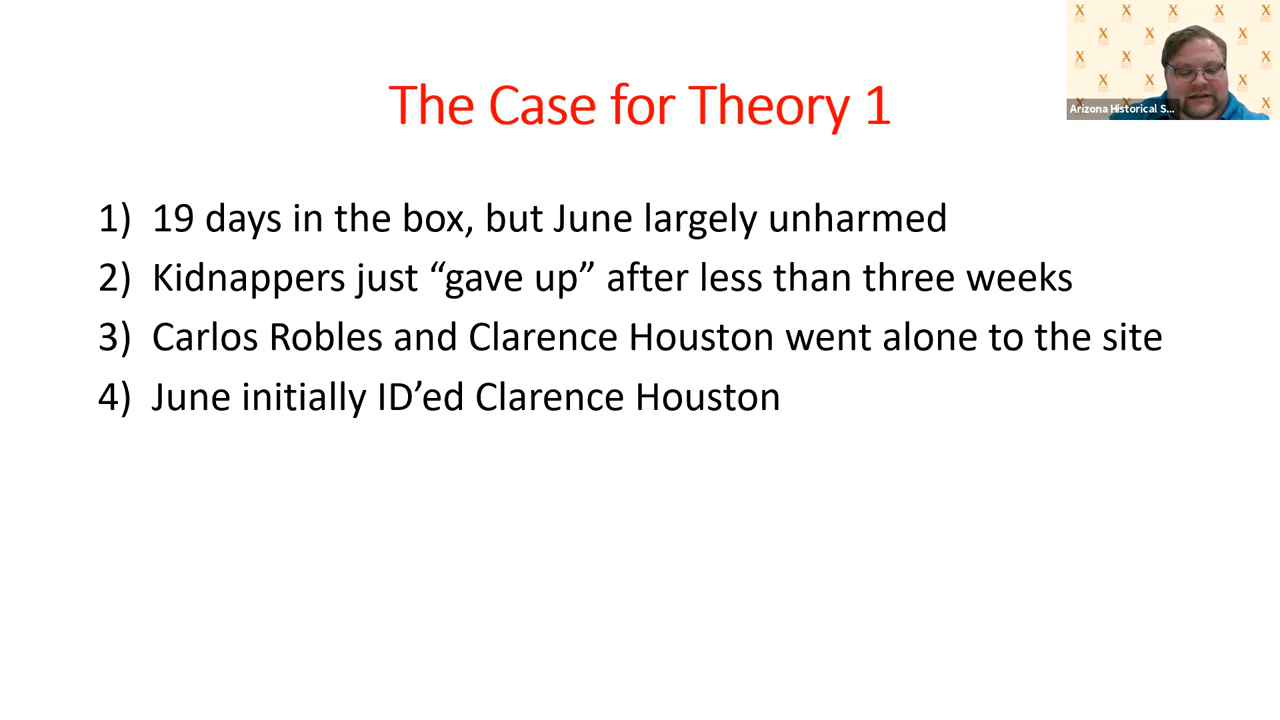 The Case for Theory 1
Arizona Historical S...
1) 19 days in the box, but June largely unharmed
2) Kidnappers just “gave up” after less than three weeks
3) Carlos Robles and Clarence Houston went alone to the site
4) June initially ID’ed Clarence Houston